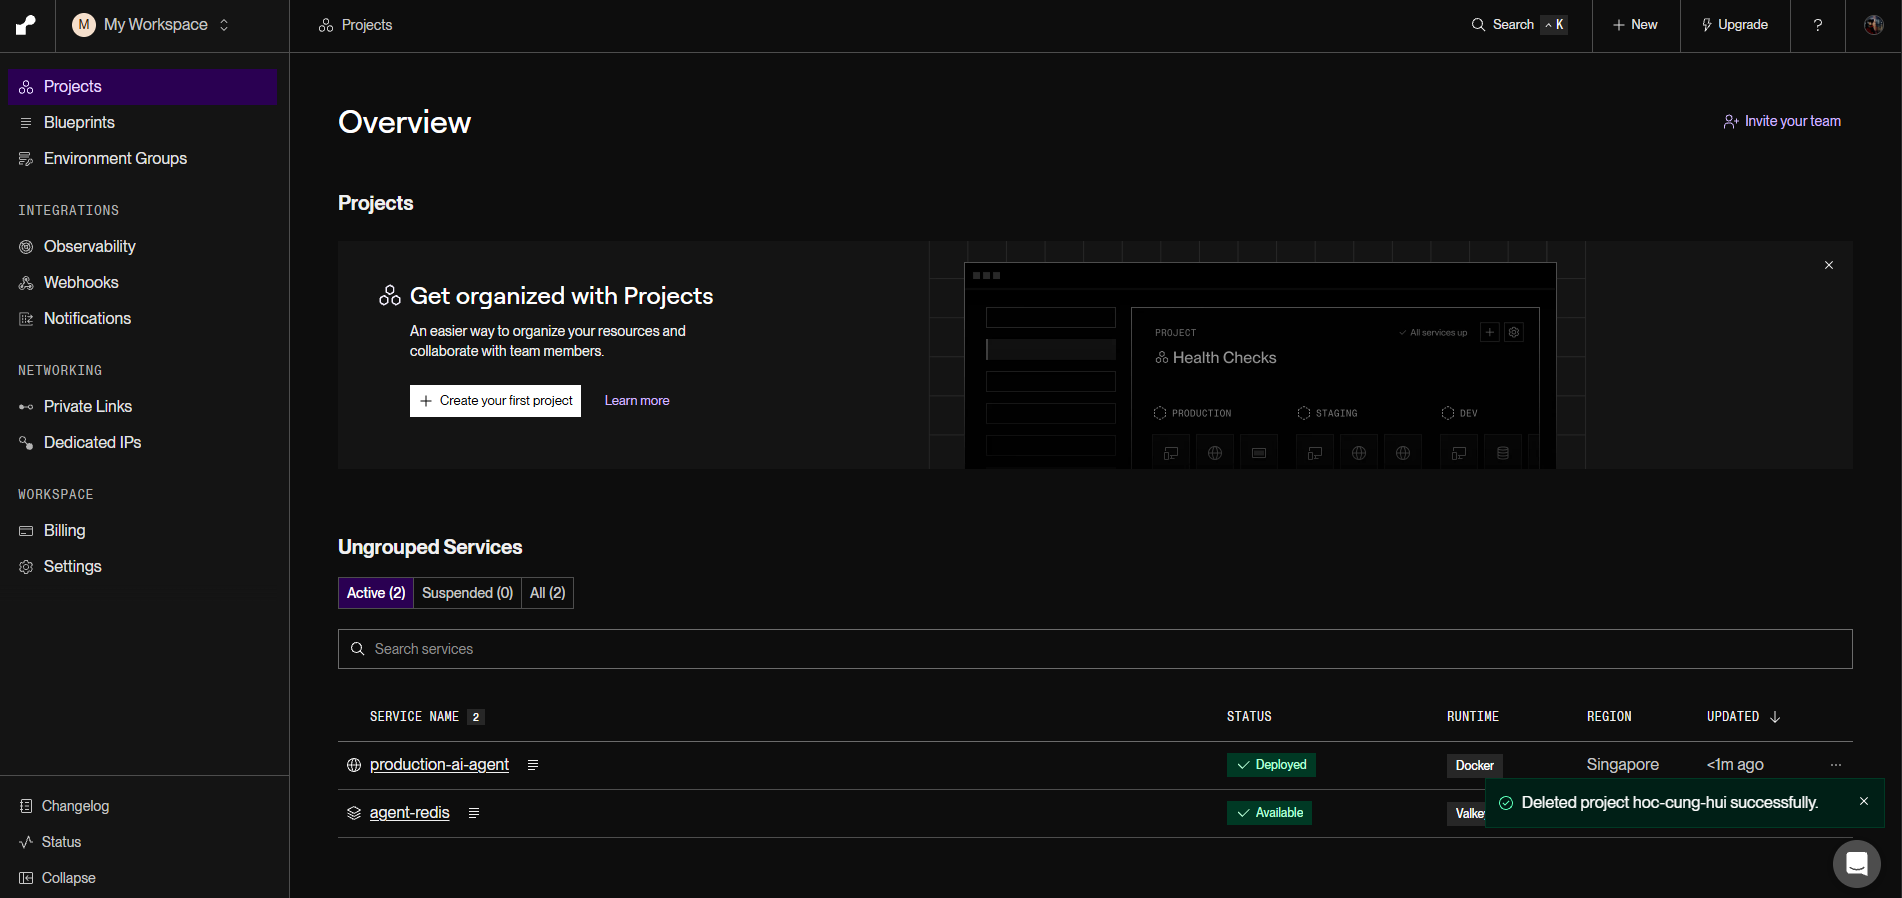 M My Workspace
Projects
Search ^ K
New
Upgrade
?
Projects
Blueprints
Environment Groups
INTEGRATIONS
Observability
Webhooks
Notifications
NETWORKING
Private Links
Dedicated IPs
WORKSPACE
Billing
Settings
Changelog
Status
Collapse
Overview
Invite your team
Projects
Get organized with Projects
An easier way to organize your resources and
collaborate with team members.
Create your first project
Learn more
PROJECT
All services up
Health Checks
PRODUCTION
STAGING
DEV
Ungrouped Services
Active (2)
Suspended (0)
All (2)
Search services
SERVICE NAME 2
STATUS
RUNTIME
REGION
UPDATED
production-ai-agent
Deployed
Docker
Singapore
<1m ago
agent-redis
Available
Valke
Deleted project hoc-cung-hui successfully.